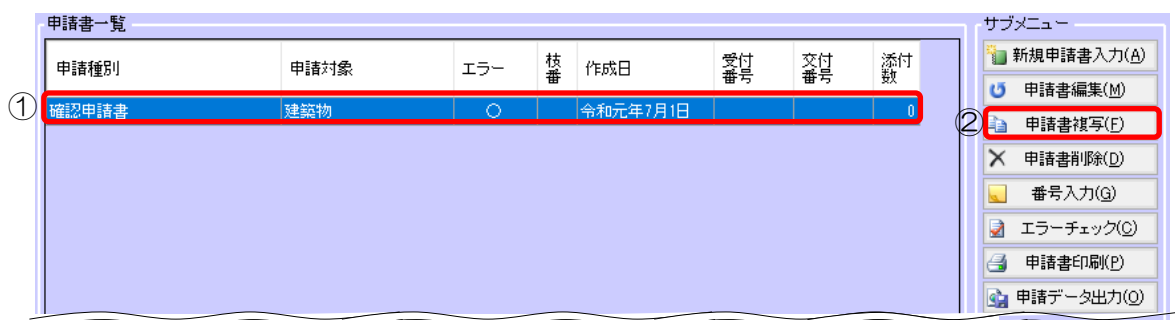 申請書一覧
申請種別 申請対象 エラー 枝番 作成日 受付番号 交付番号 添付数
① 確認申請書 建築物 ○ 令和元年7月1日 0
サブメニュー
新規申請書入力(A)
申請書編集(M)
② 申請書複写(F)
申請書削除(D)
番号入力(G)
エラーチェック(C)
申請書印刷(P)
申請データ出力(O)